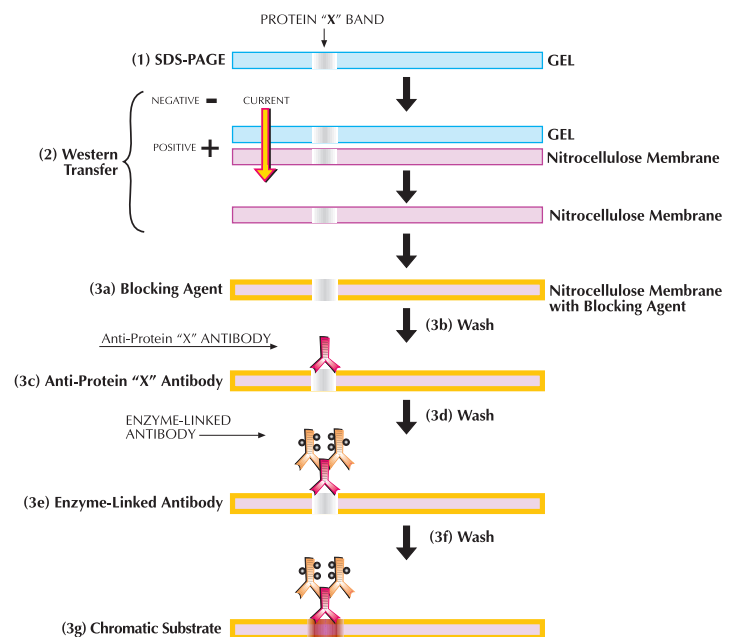 PROTEIN “X” BAND
(1) SDS-PAGE
GEL
NEGATIVE -
CURRENT
(2) Western
Transfer
POSITIVE +
GEL
Nitrocellulose Membrane
Nitrocellulose Membrane
(3a) Blocking Agent
Nitrocellulose Membrane
with Blocking Agent
(3b) Wash
Anti-Protein “X” ANTIBODY
(3c) Anti-Protein “X” Antibody
(3d) Wash
ENZYME-LINKED
ANTIBODY
(3e) Enzyme-Linked Antibody
(3f) Wash
(3g) Chromatic Substrate